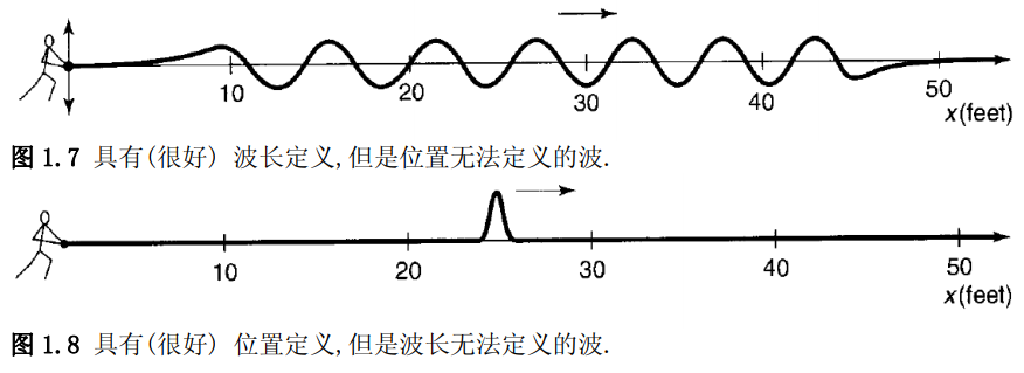 10 20 30 40 50
x(feet)
图 1.7 具有(很好) 波长定义,但是位置无法定义的波.
10 20 30 40 50
x(feet)
图 1.8 具有(很好) 位置定义,但是波长无法定义的波.